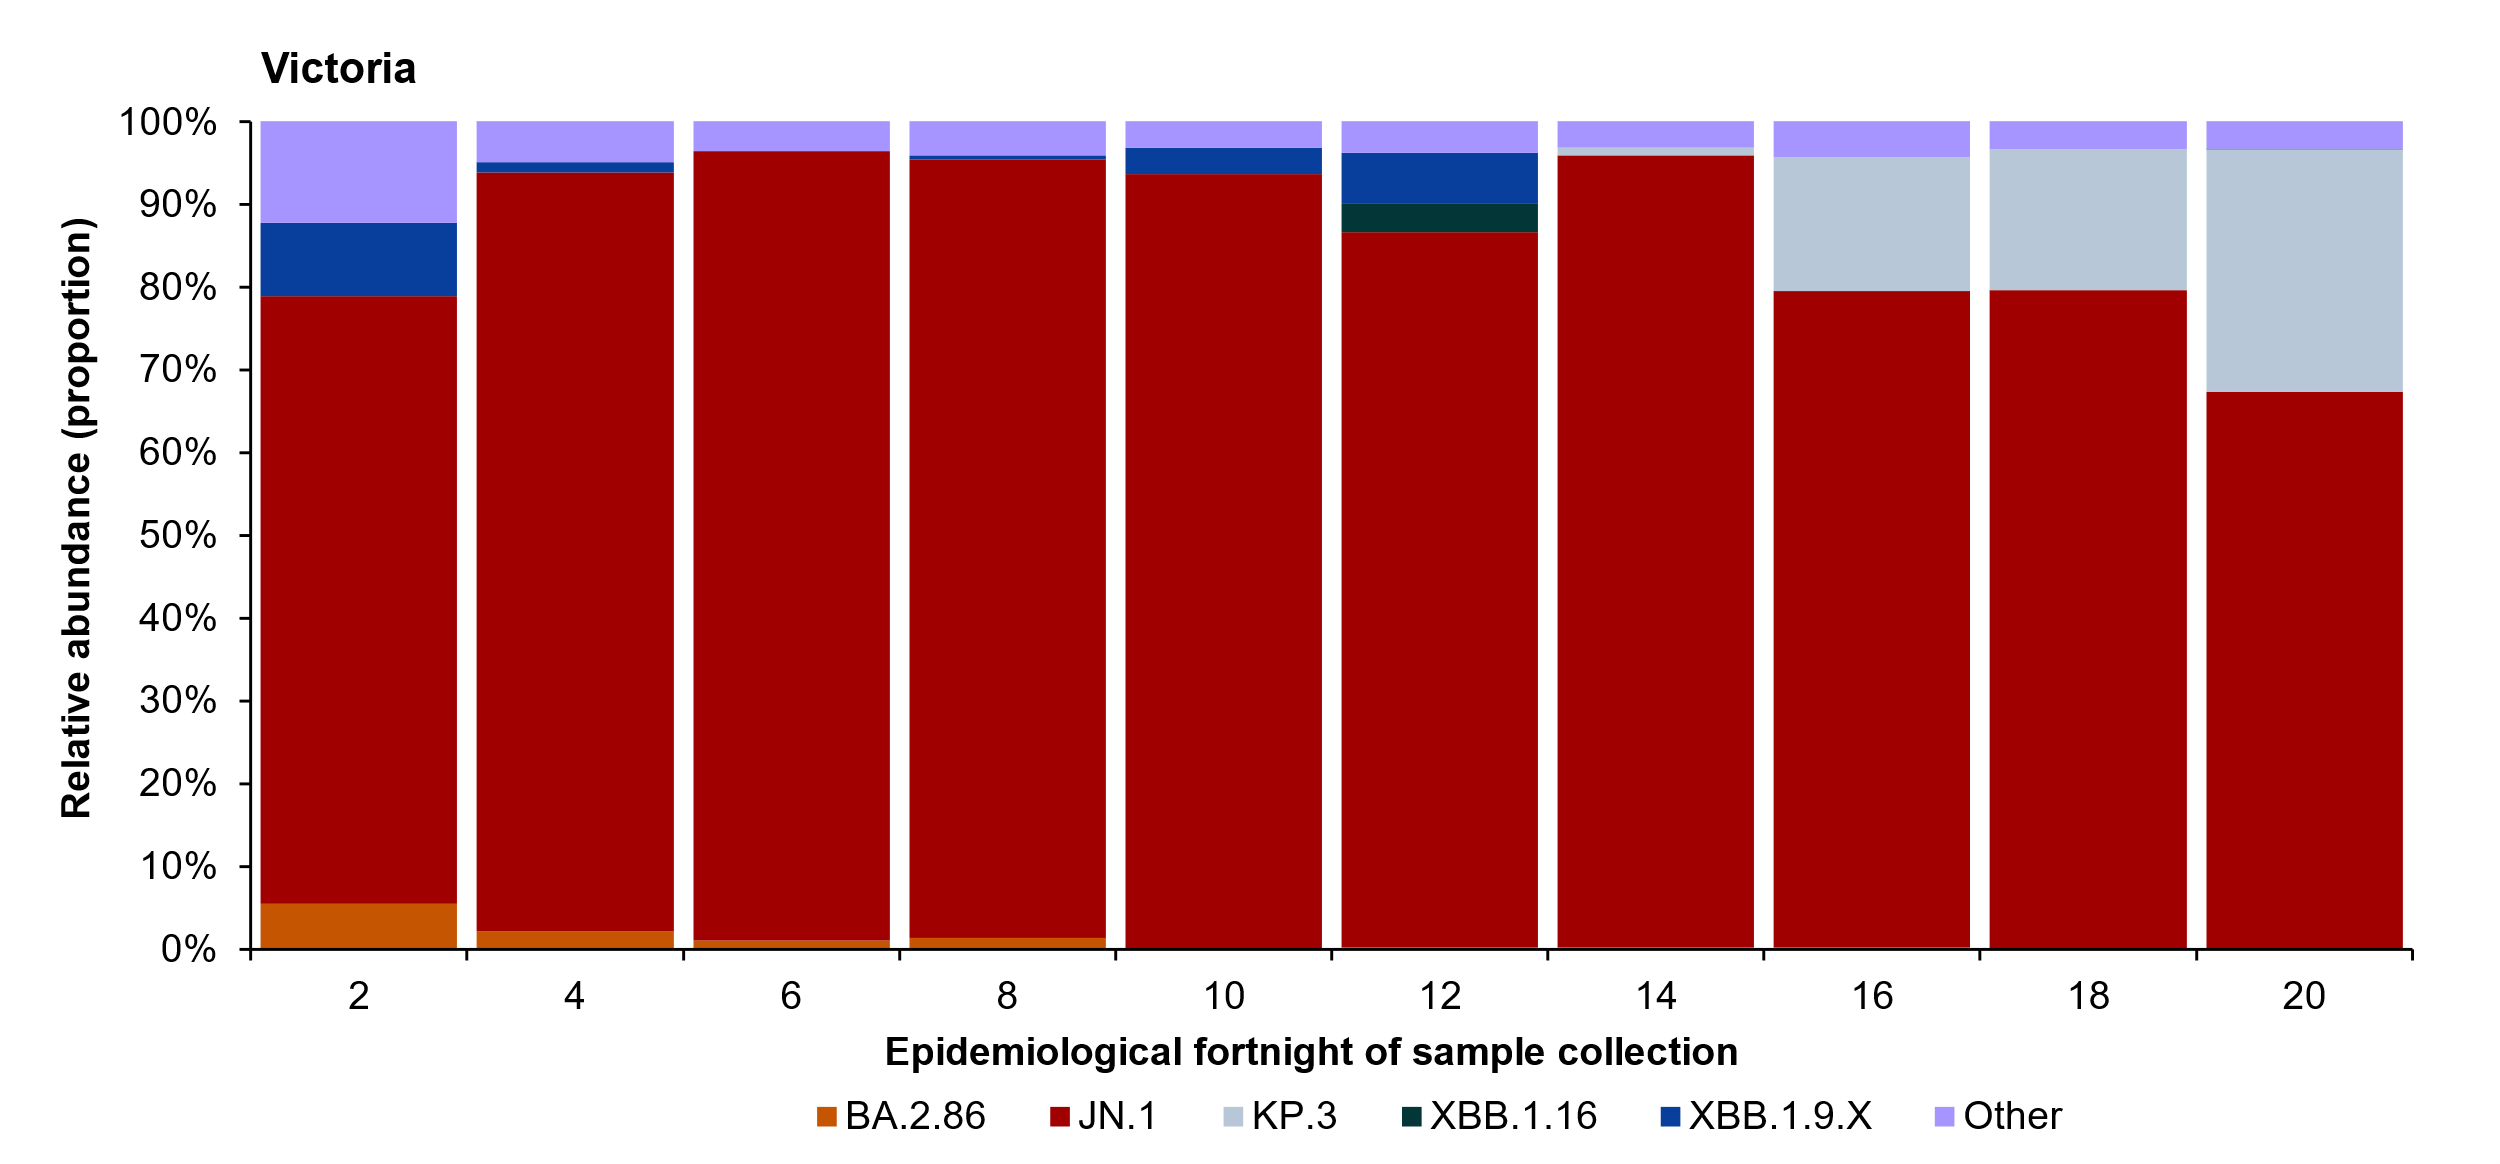 Victoria
100%
90%
80%
70%
60%
50%
40%
30%
20%
10%
0%
Relative abundance (proportion)
2 4 6 8 10 12 14 16 18 20
Epidemiological fortnight of sample collection
BA.2.86 JN.1 KP.3 XBB.1.16 XBB.1.9.X Other